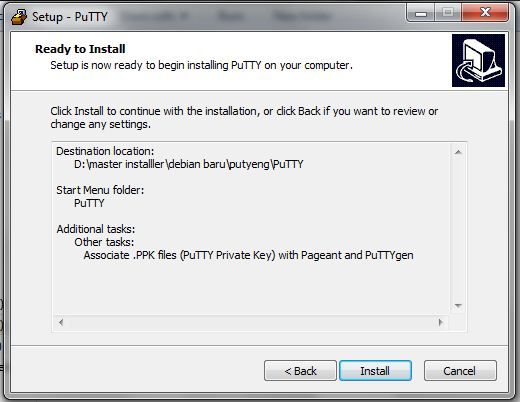 Setup - PuTTY
Ready to Install
Setup is now ready to begin installing PuTTY on your computer.
Click Install to continue with the installation, or click Back if you want to review or
change any settings.
Destination location:
D:\master installler\debian baru\putyeng\PuTTY
Start Menu folder:
PuTTY
Additional tasks:
Other tasks:
Associate .PPK files (PuTTY Private Key) with Pageant and PuTTYgen
< Back
Install
Cancel